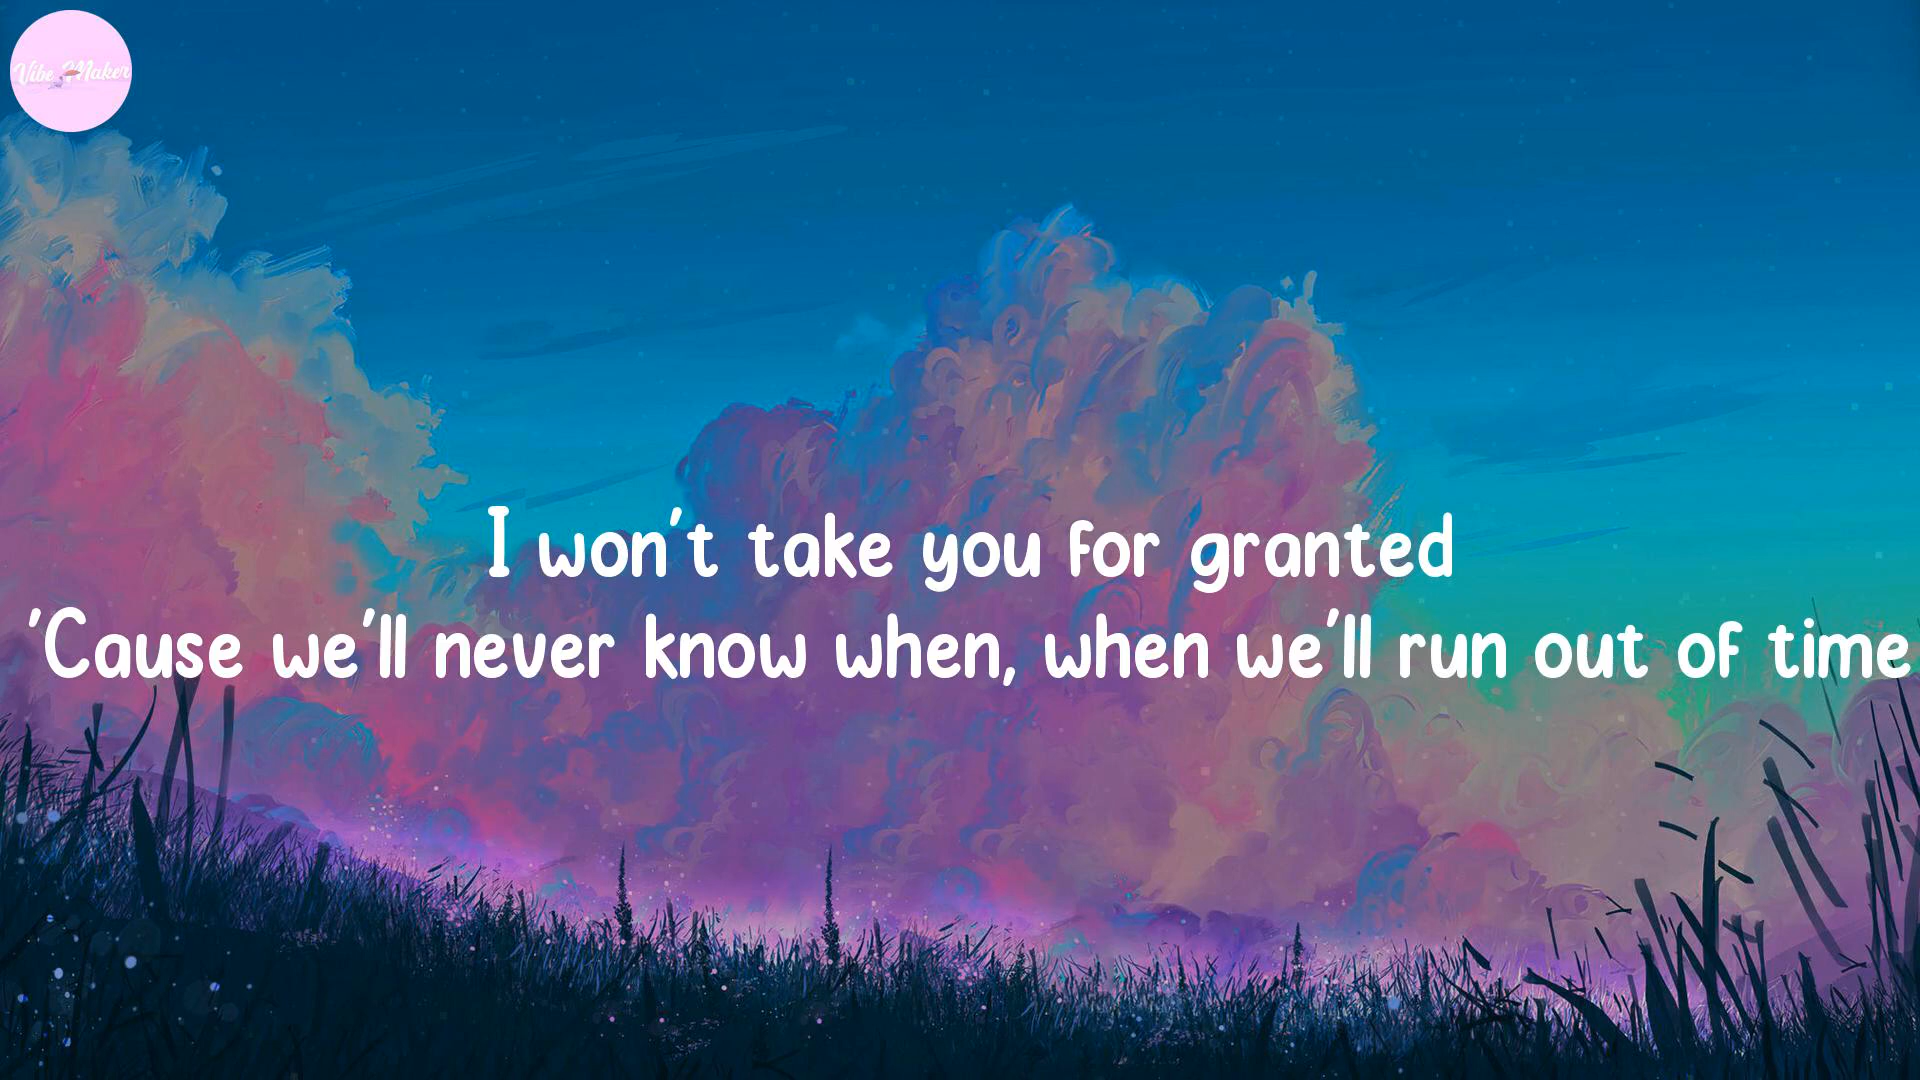 Vibe Maker
I won't take you for granted
'Cause we'll never know when, when we'll run out of time